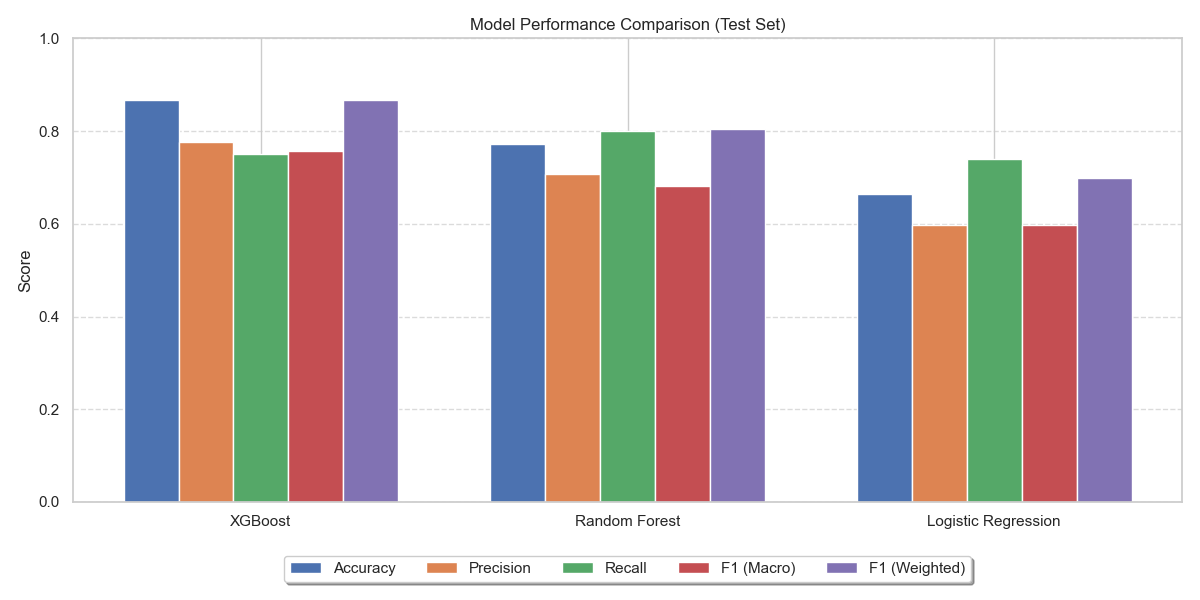 Model Performance Comparison (Test Set)
1.0
0.8
0.6
0.4
0.2
0.0
Score
XGBoost Random Forest Logistic Regression
Accuracy Precision Recall F1 (Macro) F1 (Weighted)